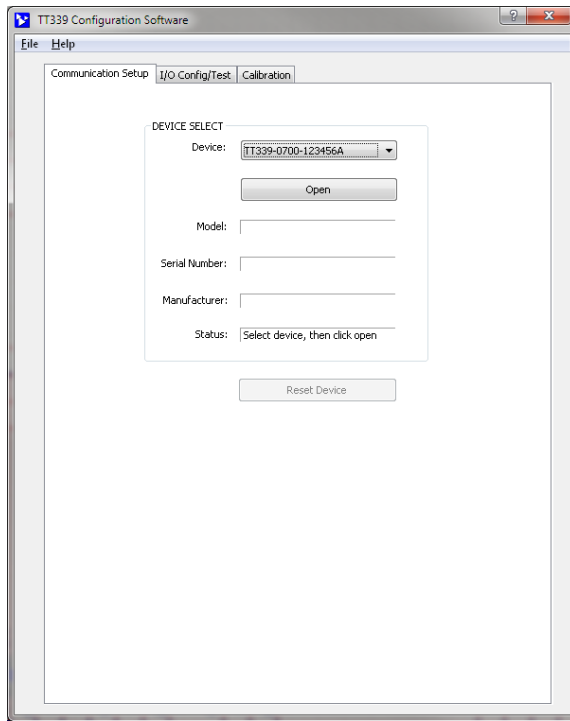 TT339 Configuration Software
File Help
Communication Setup I/O Config/Test Calibration
DEVICE SELECT
Device: TT339-0700-123456A
Open
Model:
Serial Number:
Manufacturer:
Status: Select device, then click open
Reset Device